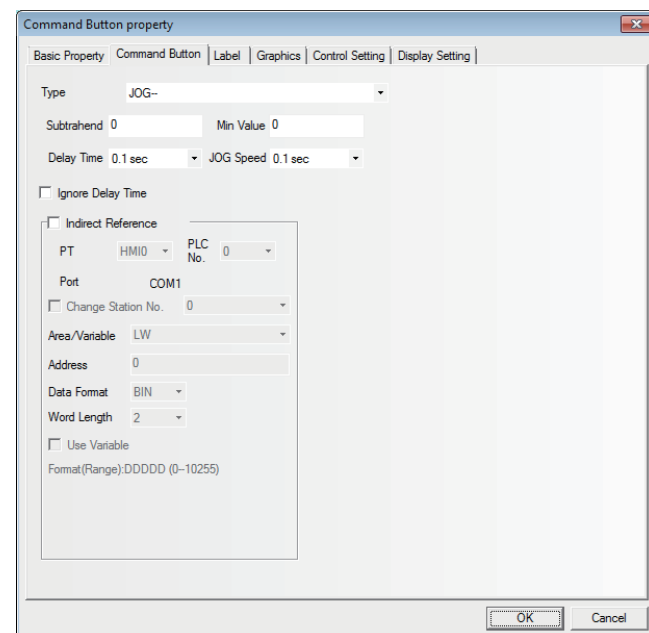 Command Button property
Basic Property Command Button Label Graphics Control Setting Display Setting
Type JOG--
Subtrahend 0 Min Value 0
Delay Time 0.1 sec JOG Speed 0.1 sec
Ignore Delay Time
Indirect Reference
PT HMI0 PLC No. 0
Port COM1
Change Station No. 0
Area/Variable LW
Address 0
Data Format BIN
Word Length 2
Use Variable
Format(Range):DDDDD (0--10255)
OK Cancel